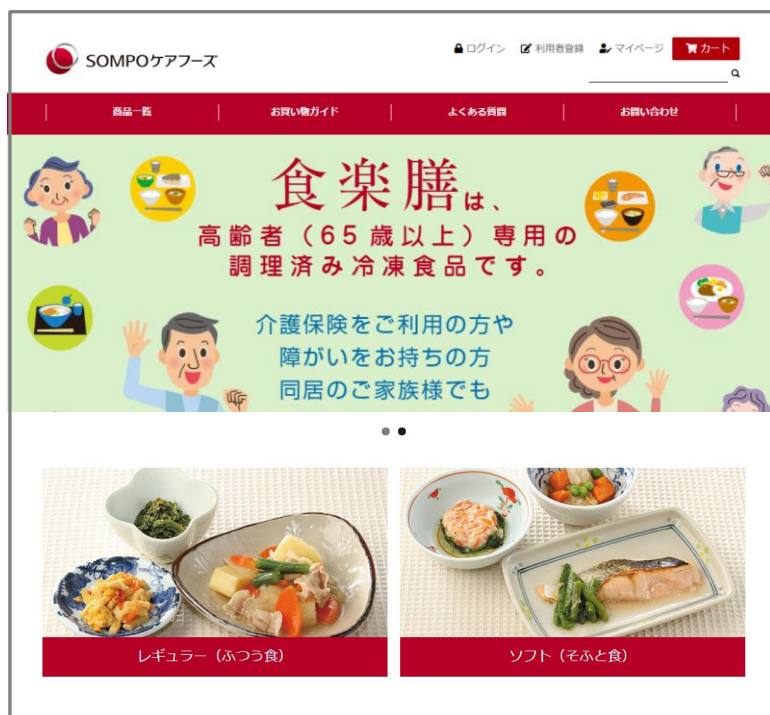 SOMPOケアフーズ
ログイン 利用者登録 マイページ カート
商品一覧 お買い物ガイド よくある質問 お問い合わせ
食楽膳は、
高齢者（65歳以上）専用の
調理済み冷凍食品です。
介護保険をご利用の方や
障がいをお持ちの方
同居のご家族様でも
レギュラー（ふつう食） ソフト（そふと食）